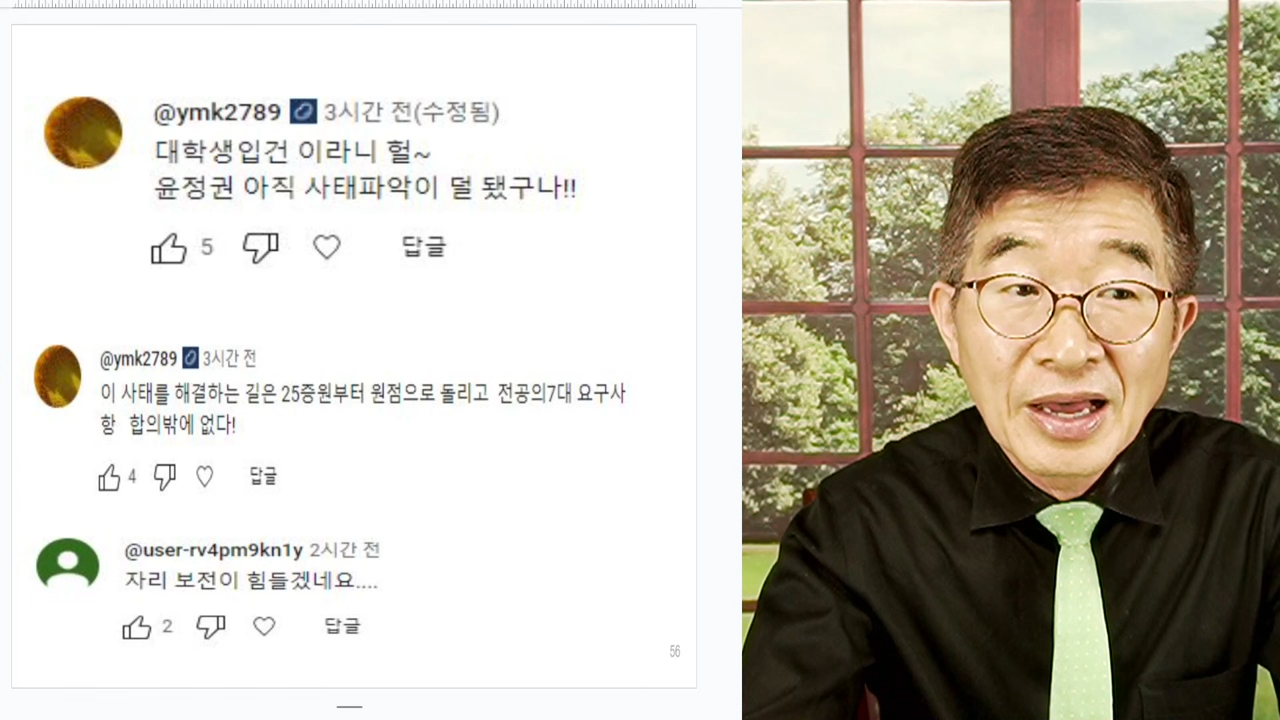 @ymk2789 3시간 전(수정됨)
대학생입건 이라니 헐~
윤정권 아직 사태파악이 덜 됐구나!!
5 답글
@ymk2789 3시간 전
이 사태를 해결하는 길은 25증원부터 원점으로 돌리고 전공의7대 요구사
항 합의밖에 없다!
4 답글
@user-rv4pm9kn1y 2시간 전
자리 보전이 힘들겠네요....
2 답글
56